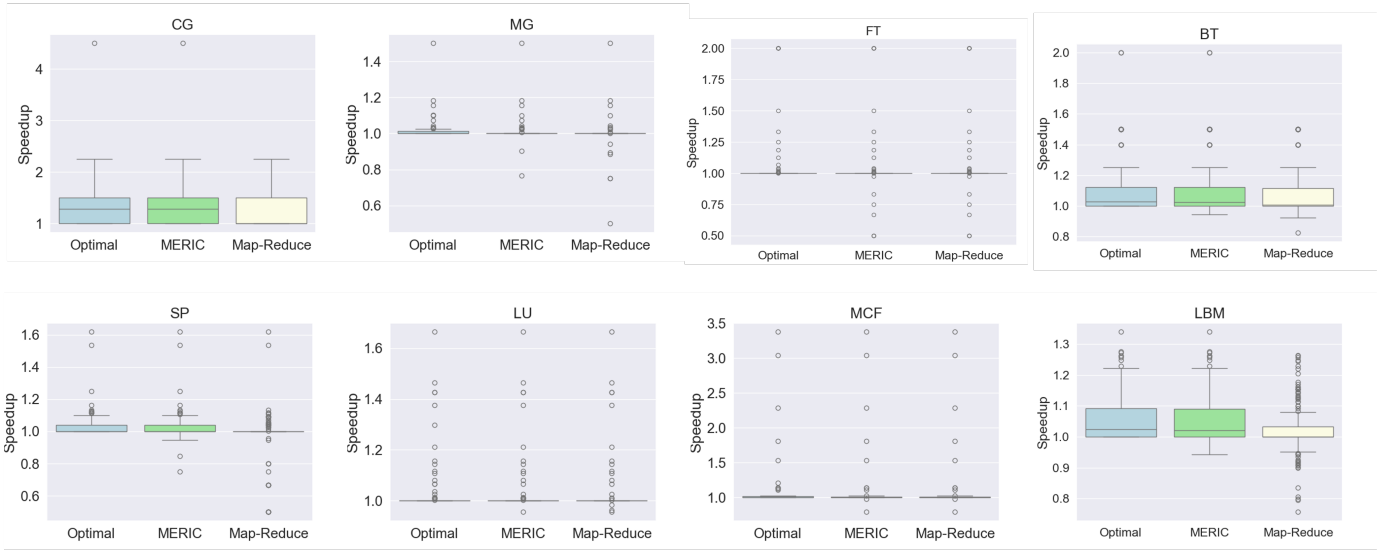 CG
Speedup
4
3
2
1
Optimal MERIC Map-Reduce
MG
Speedup
1.4
1.2
1.0
0.8
0.6
Optimal MERIC Map-Reduce
FT
Speedup
2.00
1.75
1.50
1.25
1.00
0.75
0.50
Optimal MERIC Map-Reduce
BT
Speedup
2.0
1.8
1.6
1.4
1.2
1.0
0.8
Optimal MERIC Map-Reduce
SP
Speedup
1.6
1.4
1.2
1.0
0.8
0.6
Optimal MERIC Map-Reduce
LU
Speedup
1.6
1.4
1.2
1.0
Optimal MERIC Map-Reduce
MCF
Speedup
3.5
3.0
2.5
2.0
1.5
1.0
Optimal MERIC Map-Reduce
LBM
Speedup
1.3
1.2
1.1
1.0
0.9
0.8
Optimal MERIC Map-Reduce